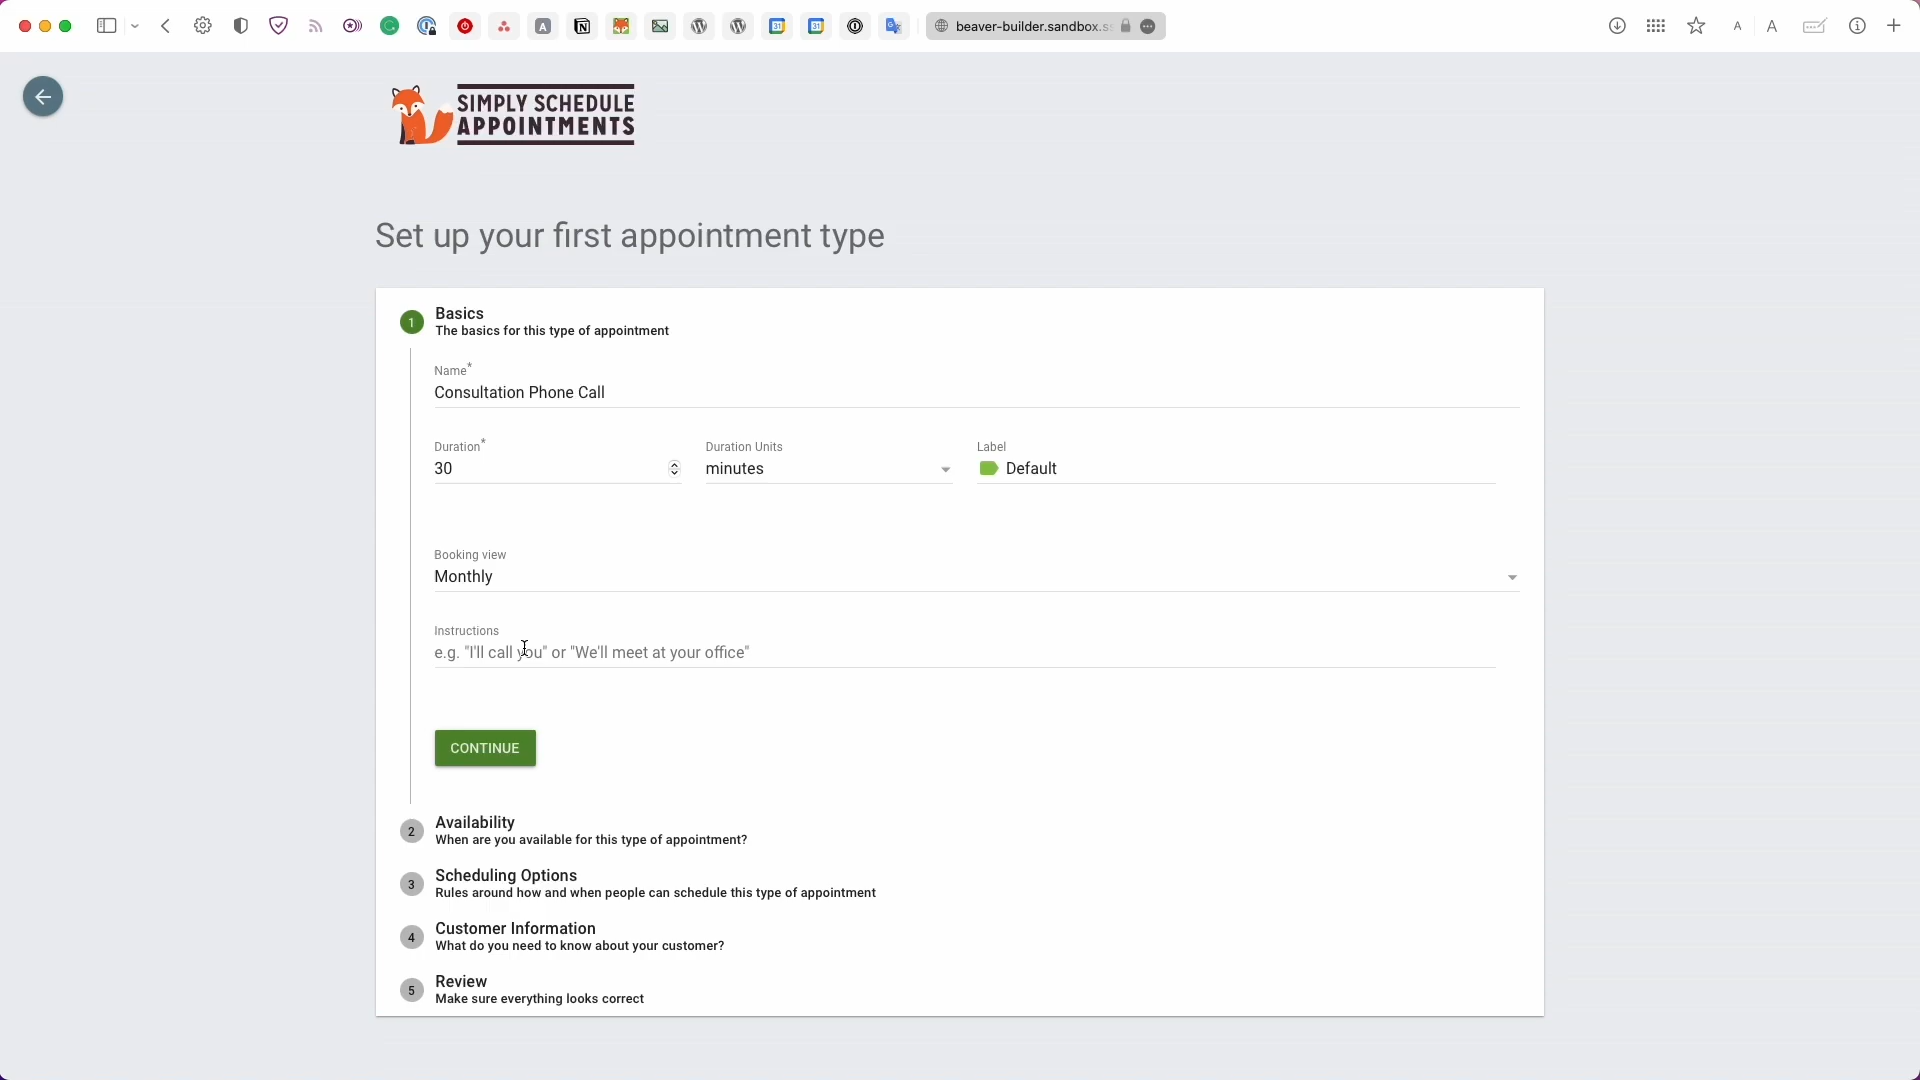 beaver-builder.sandbox.s
A
A
SIMPLY SCHEDULE
APPOINTMENTS
Set up your first appointment type
1
Basics
The basics for this type of appointment
Name*
Consultation Phone Call
Duration*
Duration Units
Label
30
minutes
Default
Booking view
Monthly
Instructions
e.g. "I'll call you" or "We'll meet at your office"
CONTINUE
2
Availability
When are you available for this type of appointment?
3
Scheduling Options
Rules around how and when people can schedule this type of appointment
4
Customer Information
What do you need to know about your customer?
5
Review
Make sure everything looks correct